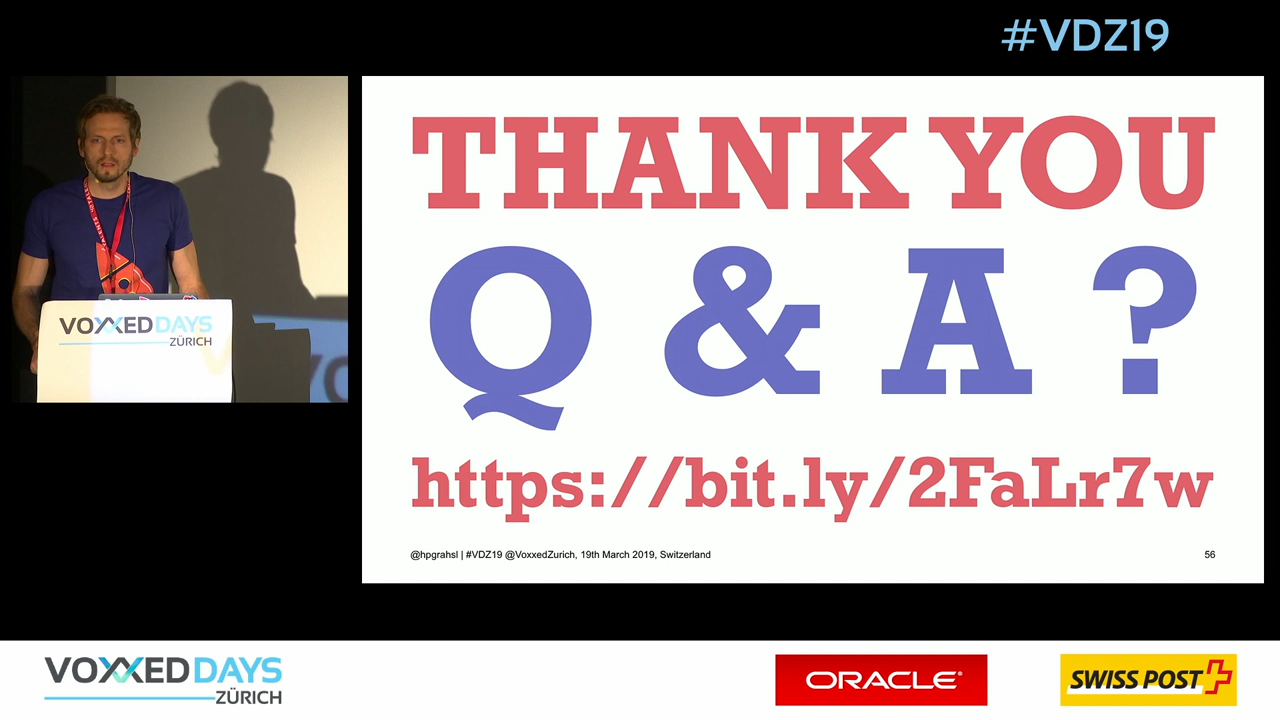 #VDZ19
THANK YOU
Q & A ?
https://bit.ly/2FaLr7w
@hpgrahsl | #VDZ19 @VoxxedZurich, 19th March 2019, Switzerland
56
VOXXED DAYS
ZÜRICH
VOXXED DAYS
ZÜRICH
ORACLE®
SWISS POST